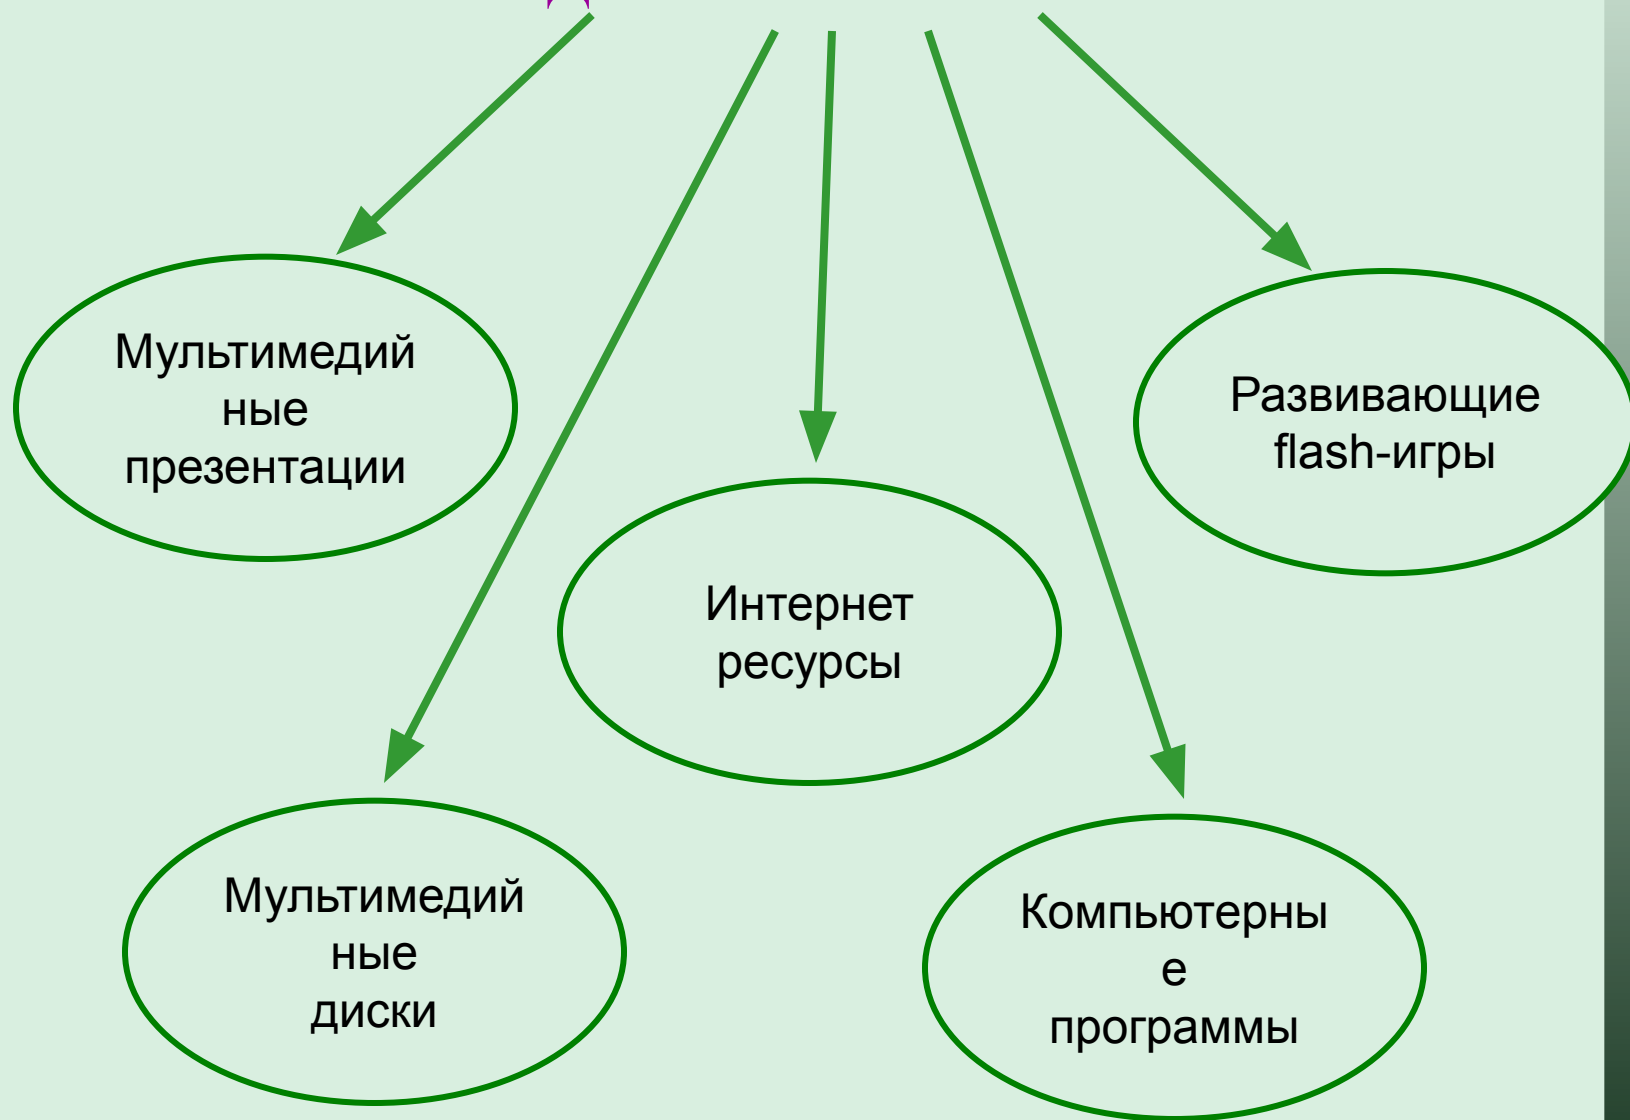 Мультимедий
ные
презентации
Развивающие
flash-игры
Интернет
ресурсы
Мультимедий
ные
диски
Компьютерны
е
программы